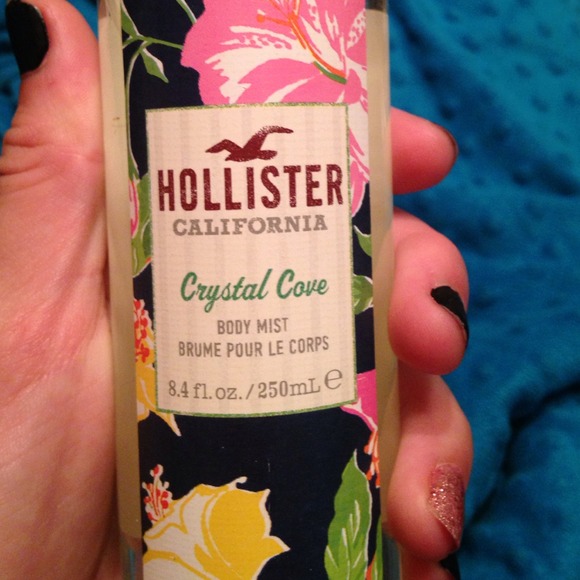 HOLLISTER
CALIFORNIA
Crystal Cove
BODY MIST
BRUME POUR LE CORPS
8.4 fl.oz./250mL e